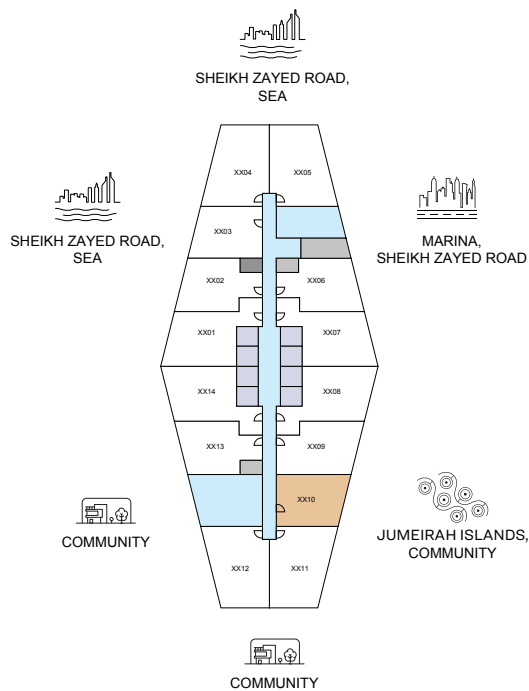 SHEIKH ZAYED ROAD,
SEA
XX04
XX05
SHEIKH ZAYED ROAD,
SEA
XX03
MARINA,
SHEIKH ZAYED ROAD
XX02
XX06
XX01
XX07
XX14
XX08
XX13
XX09
XX10
COMMUNITY
JUMEIRAH ISLANDS,
COMMUNITY
XX12
XX11
COMMUNITY